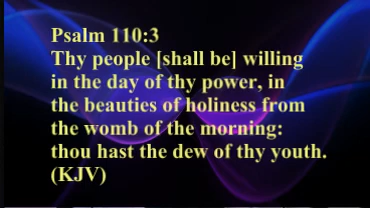 Psalm 110:3
Thy people [shall be] willing
in the day of thy power, in
the beauties of holiness from
the womb of the morning:
thou hast the dew of thy youth.
(KJV)